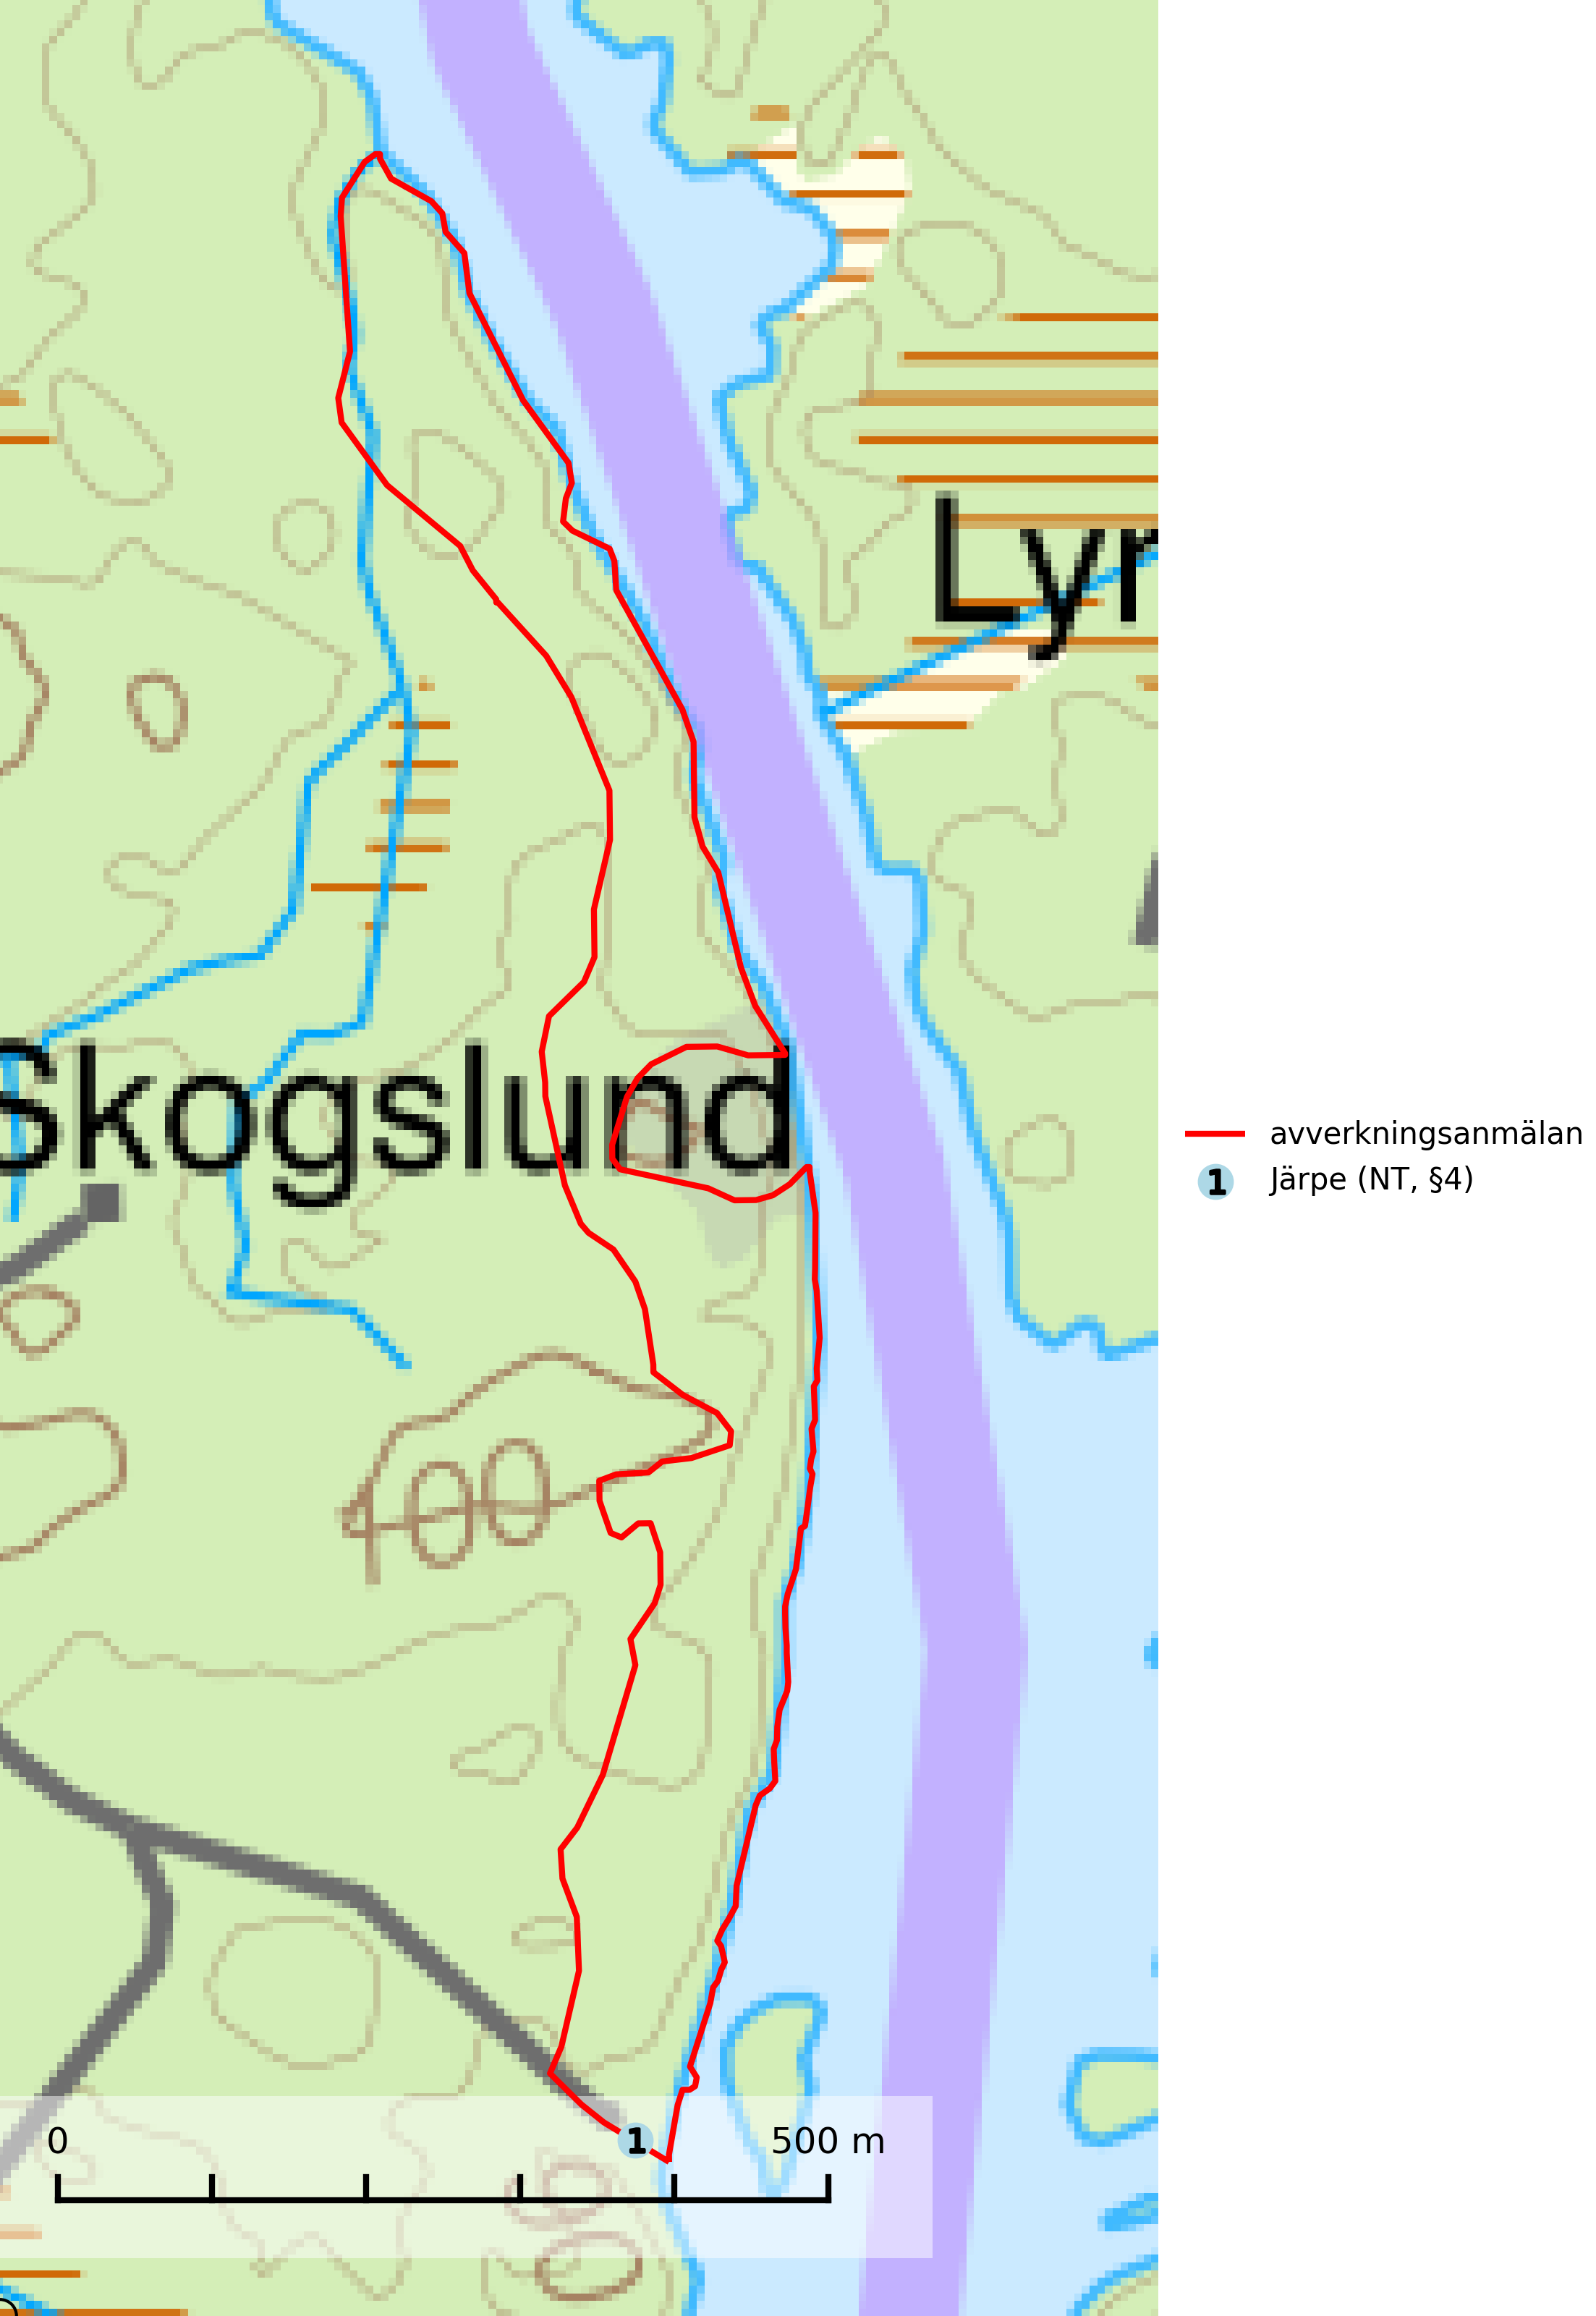 Lyr
Skogslund
avverkningsanmälan
1 Järpe (NT, §4)
400
1
0 500 m